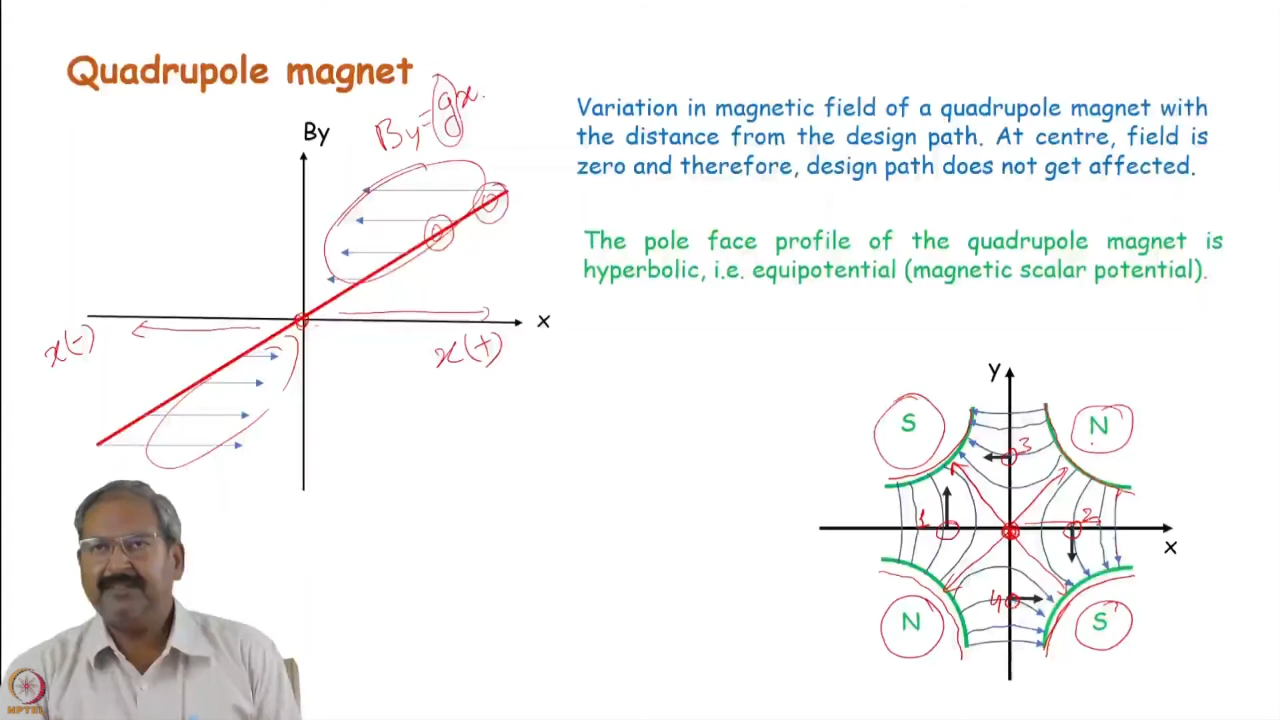 Quadrupole magnet
By = gx.
By
x
x(-)
x(+)
Variation in magnetic field of a quadrupole magnet with
the distance from the design path. At centre, field is
zero and therefore, design path does not get affected.
The pole face profile of the quadrupole magnet is
hyperbolic, i.e. equipotential (magnetic scalar potential).
y
S
N
3
1
2
x
4
N
S
NPTEL